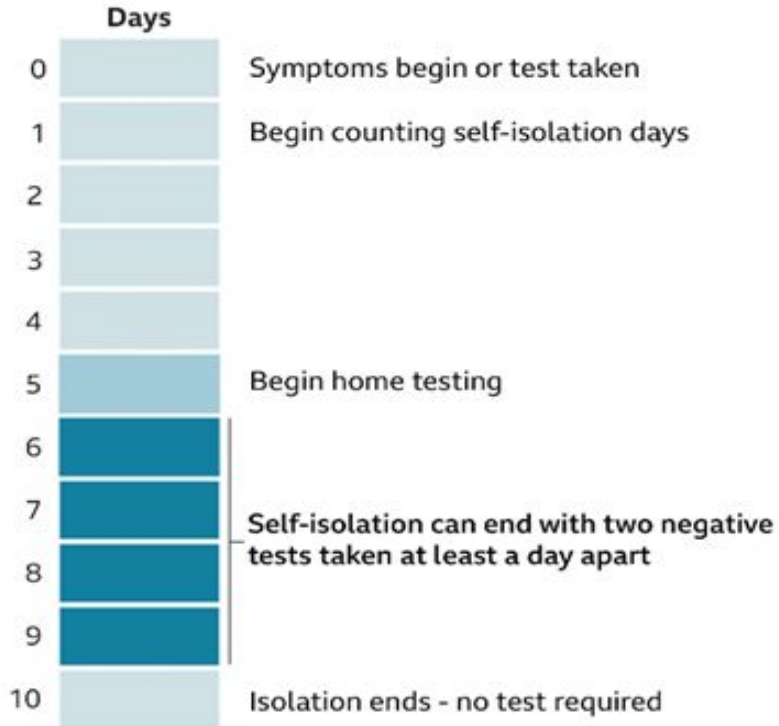 Days
0 Symptoms begin or test taken
1 Begin counting self-isolation days
2
3
4
5 Begin home testing
6
7
8
9
Self-isolation can end with two negative
tests taken at least a day apart
10 Isolation ends - no test required